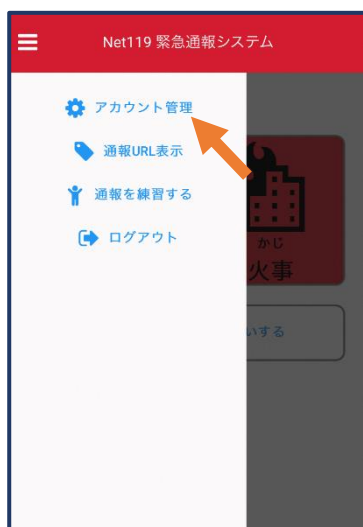 Net119 緊急通報システム
アカウント管理
通報URL表示
通報を練習する
ログアウト
かじ
火事
いする